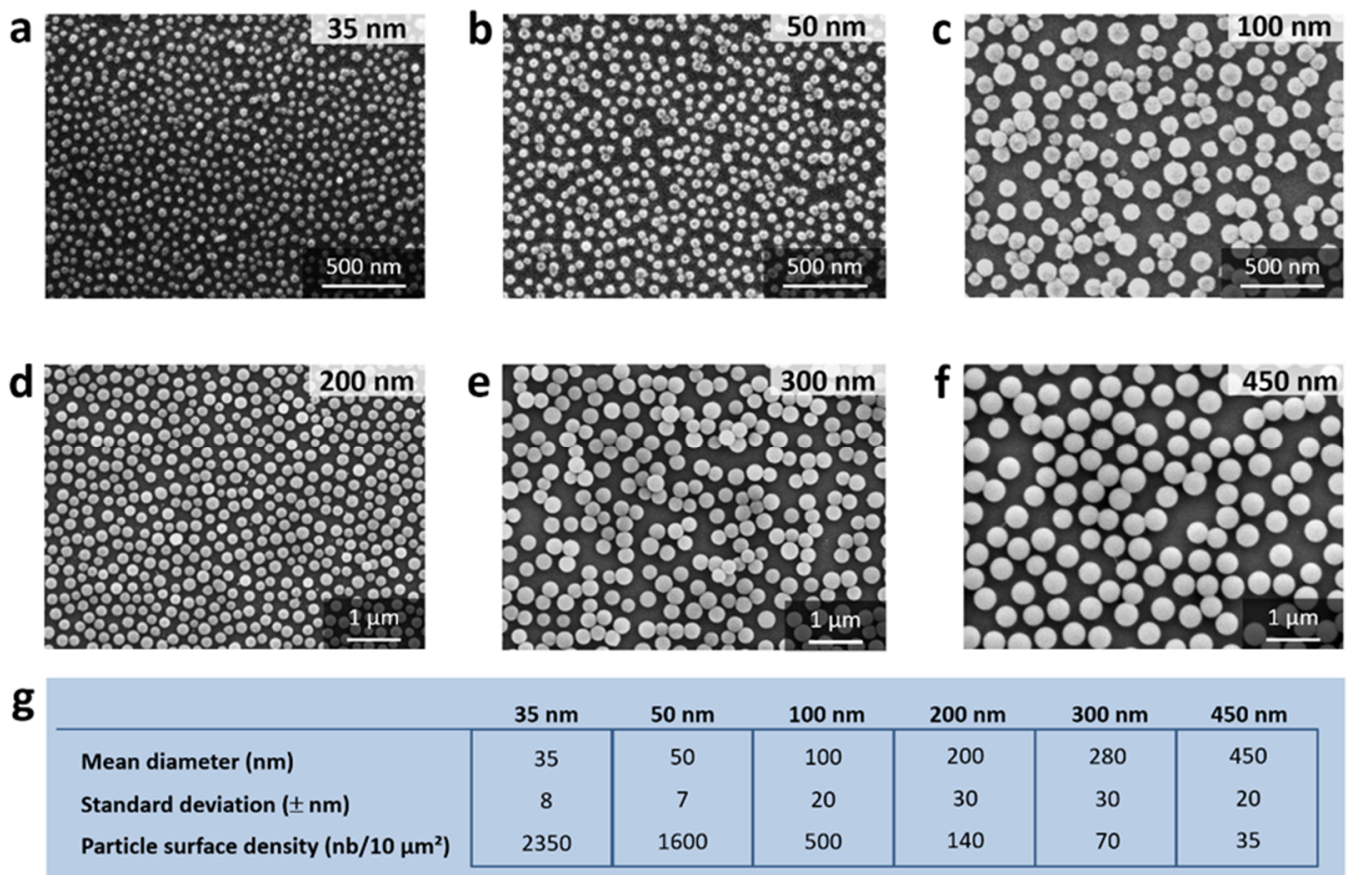 a 35 nm b 50 nm c 100 nm
500 nm 500 nm 500 nm
d 200 nm e 300 nm f 450 nm
1 µm 1 µm 1 µm
g
35 nm 50 nm 100 nm 200 nm 300 nm 450 nm
Mean diameter (nm) 35 50 100 200 280 450
Standard deviation (± nm) 8 7 20 30 30 20
Particle surface density (nb/10 µm²) 2350 1600 500 140 70 35